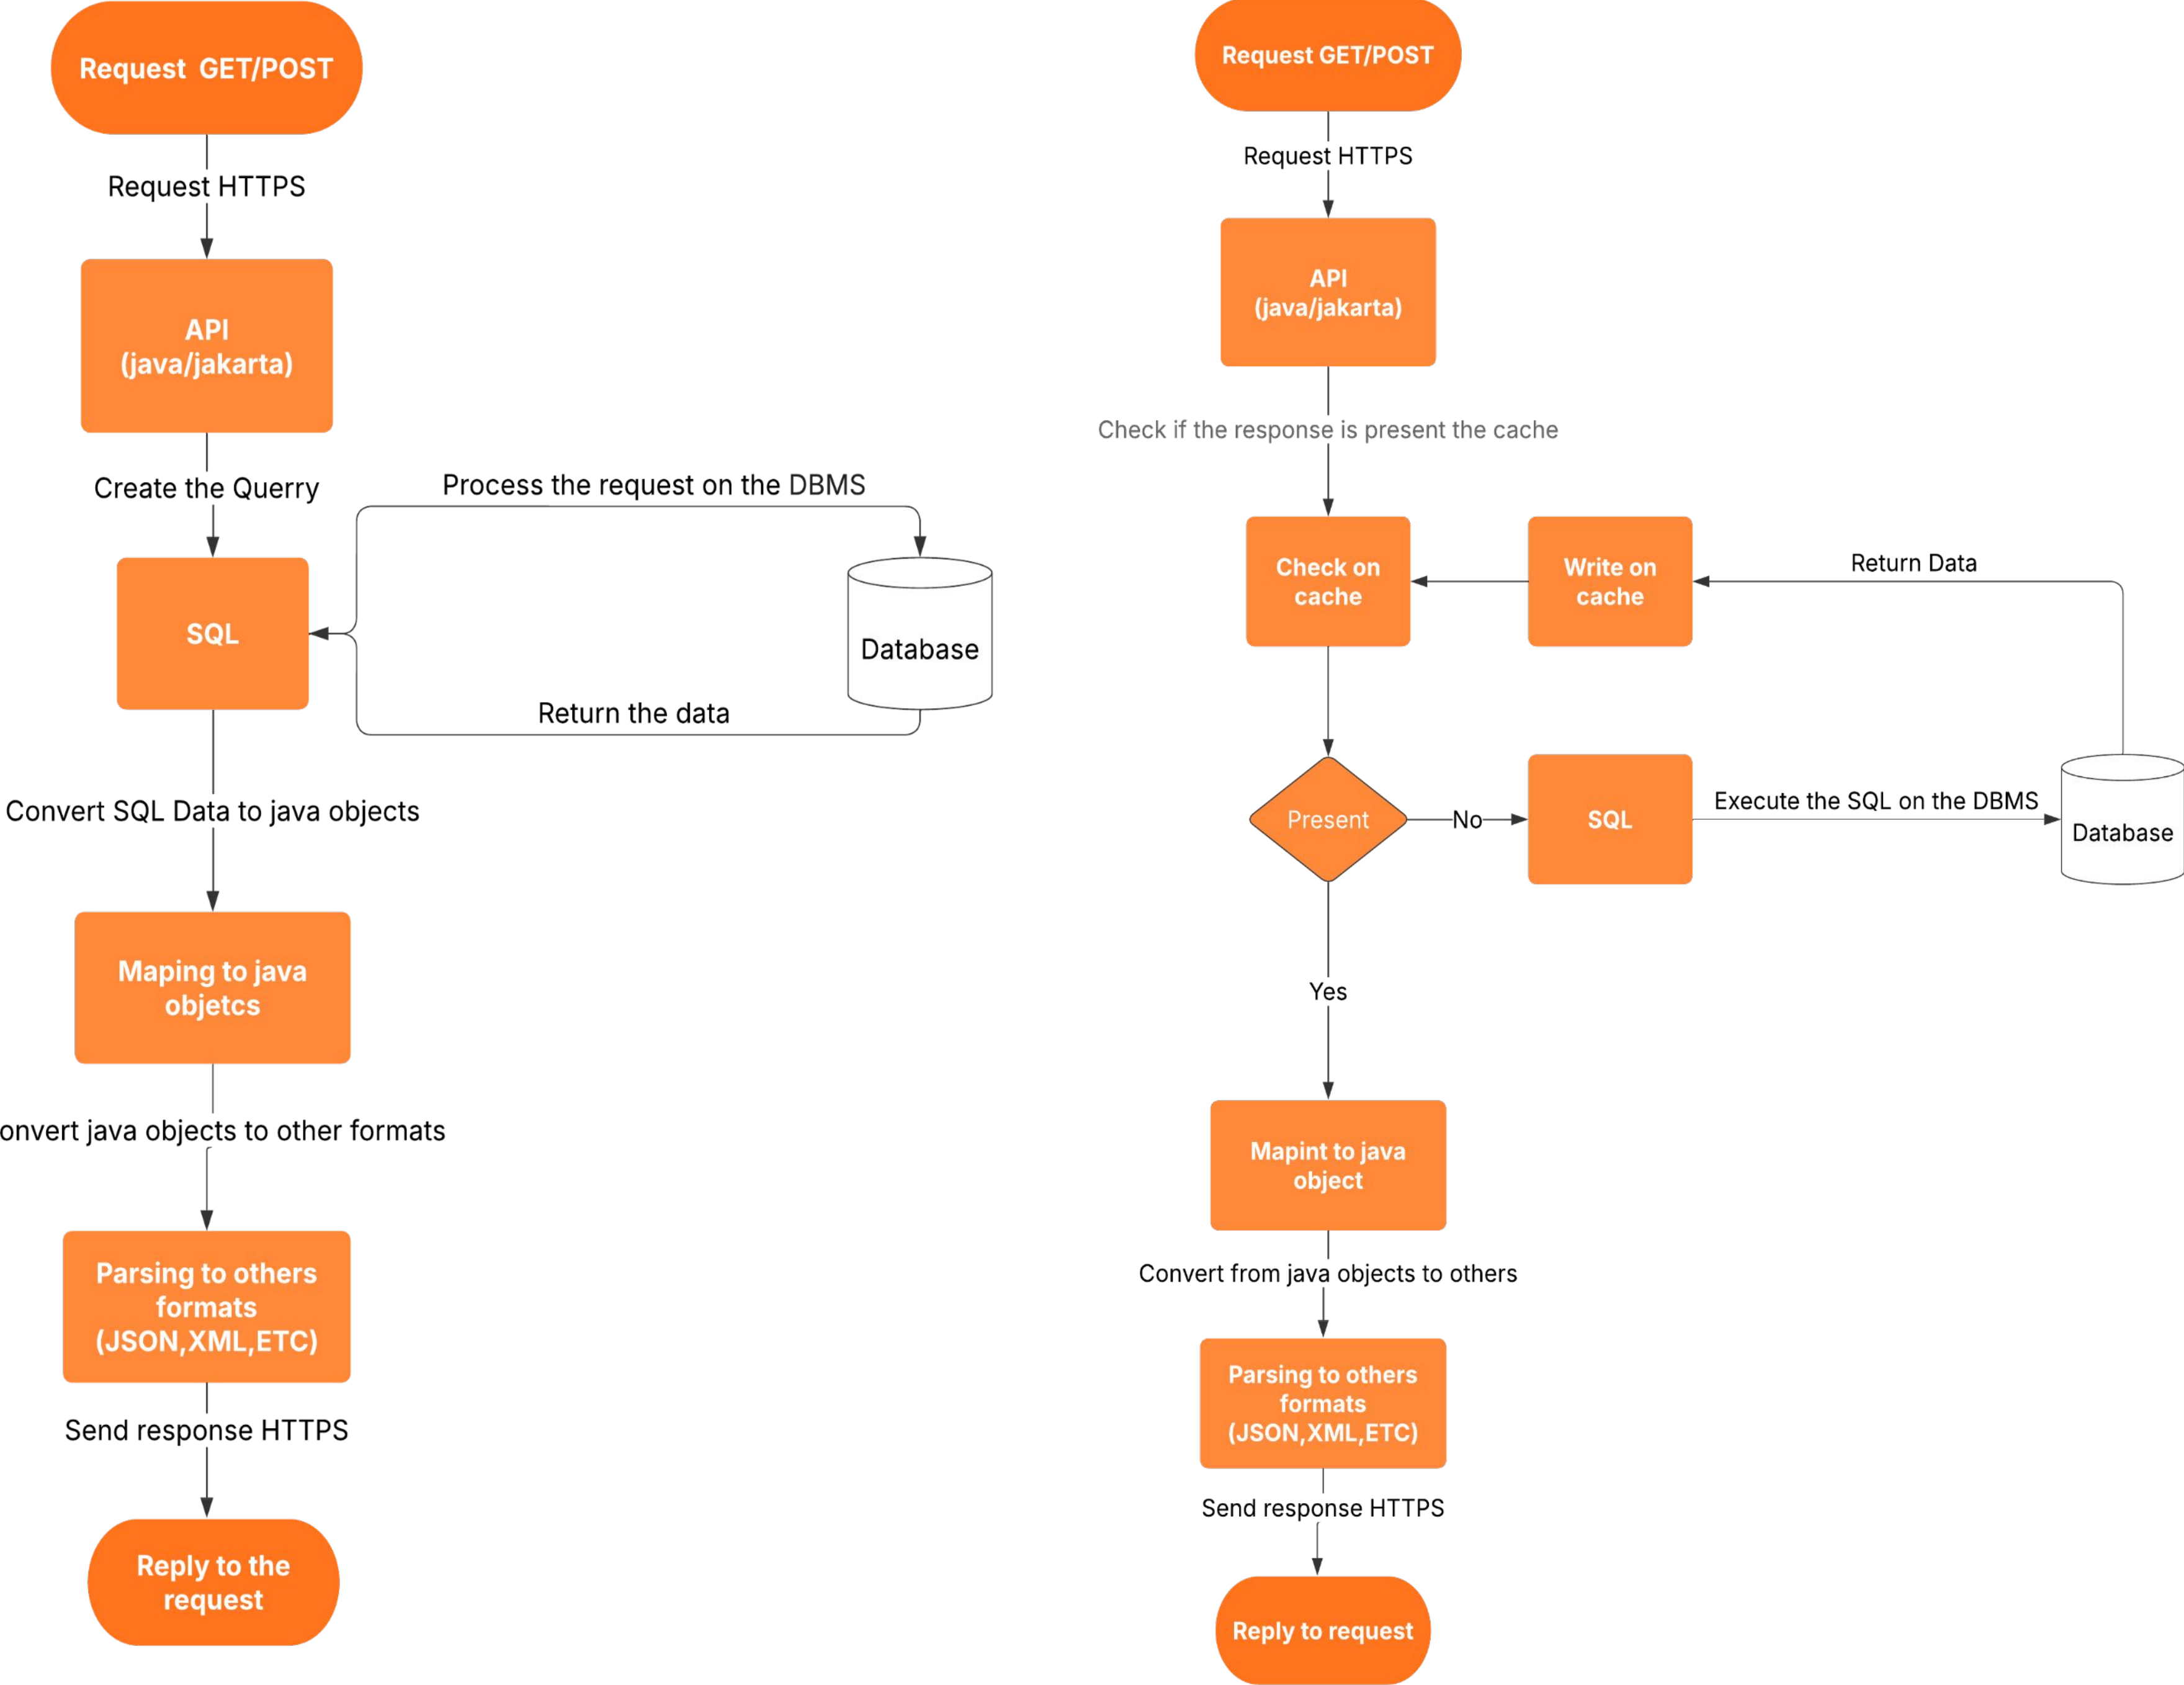 Request GET/POST
Request HTTPS
API
(java/jakarta)
Create the Querry
Process the request on the DBMS
SQL
Database
Return the data
Convert SQL Data to java objects
Maping to java
objetcs
onvert java objects to other formats
Parsing to others
formats
(JSON,XML,ETC)
Send response HTTPS
Reply to the
request
Request GET/POST
Request HTTPS
API
(java/jakarta)
Check if the response is present the cache
Check on
cache
Write on
cache
Return Data
Present
No
SQL
Execute the SQL on the DBMS
Database
Yes
Mapint to java
object
Convert from java objects to others
Parsing to others
formats
(JSON,XML,ETC)
Send response HTTPS
Reply to request